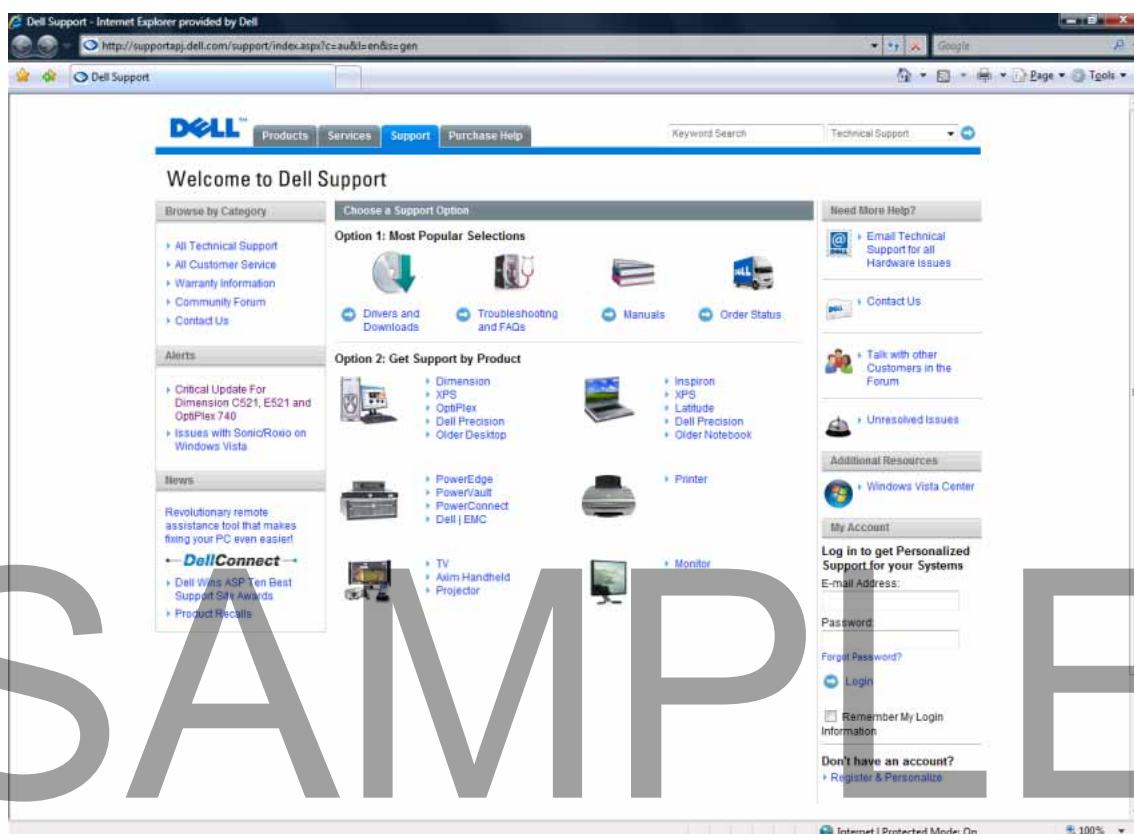 Dell Support - Internet Explorer provided by Dell
http://supportapj.dell.com/support/index.aspx?c=au&l=en&s=gen
Google
Dell Support
Page
Tools
DELL™
Products
Services
Support
Purchase Help
Keyword Search
Technical Support
Welcome to Dell Support
Browse by Category
All Technical Support
All Customer Service
Warranty Information
Community Forum
Contact Us
Alerts
Critical Update For
Dimension C521, E521 and
OptiPlex 740
Issues with Sonic/Roxio on
Windows Vista
News
Revolutionary remote
assistance tool that makes
fixing your PC even easier!
DellConnect
Dell Wins ASP Ten Best
Support Site Awards
Product Recalls
Choose a Support Option
Option 1: Most Popular Selections
Drivers and
Downloads
Troubleshooting
and FAQs
Manuals
Order Status
Option 2: Get Support by Product
Dimension
XPS
OptiPlex
Dell Precision
Older Desktop
Inspiron
XPS
Latitude
Dell Precision
Older Notebook
PowerEdge
PowerVault
PowerConnect
Dell | EMC
Printer
TV
Axim Handheld
Projector
Monitor
Need More Help?
Email Technical
Support for all
Hardware Issues
Contact Us
Talk with other
Customers in the
Forum
Unresolved Issues
Additional Resources
Windows Vista Center
My Account
Log in to get Personalized
Support for your Systems
E-mail Address:
Password:
Forgot Password?
Login
Remember My Login
Information
Don't have an account?
Register & Personalize
SAMPLE
Internet | Protected Mode: On
100%